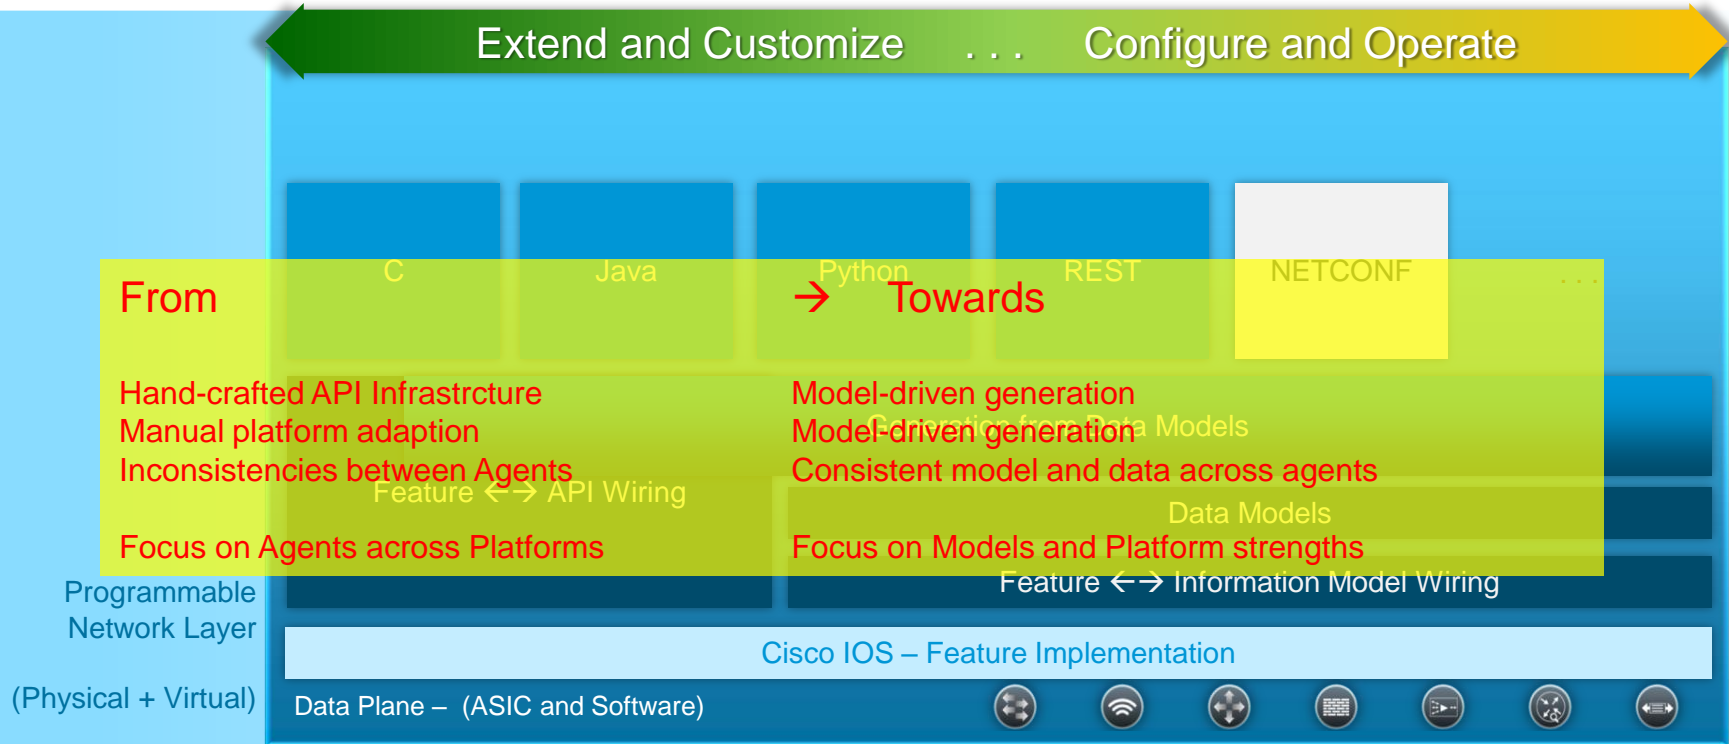 Extend and Customize . . . Configure and Operate
C Java Python REST NETCONF . . .
From → Towards
Hand-crafted API Infrastrcture Model-driven generation
Manual platform adaption Model-driven generation
Generation from Data Models
Inconsistencies between Agents Consistent model and data across agents
Feature ←→ API Wiring
Data Models
Focus on Agents across Platforms Focus on Models and Platform strengths
Feature ←→ Information Model Wiring
Programmable
Network Layer
Cisco IOS – Feature Implementation
(Physical + Virtual)
Data Plane – (ASIC and Software)